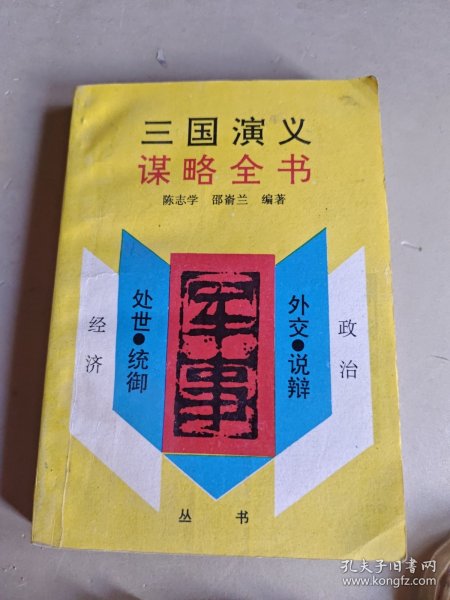 三国演义
谋略全书
陈志学 邵嵛兰 编著
经济
处世●统御
军事
外交●说辩
政治
丛书
孔夫子旧书网
www.kongfz.com